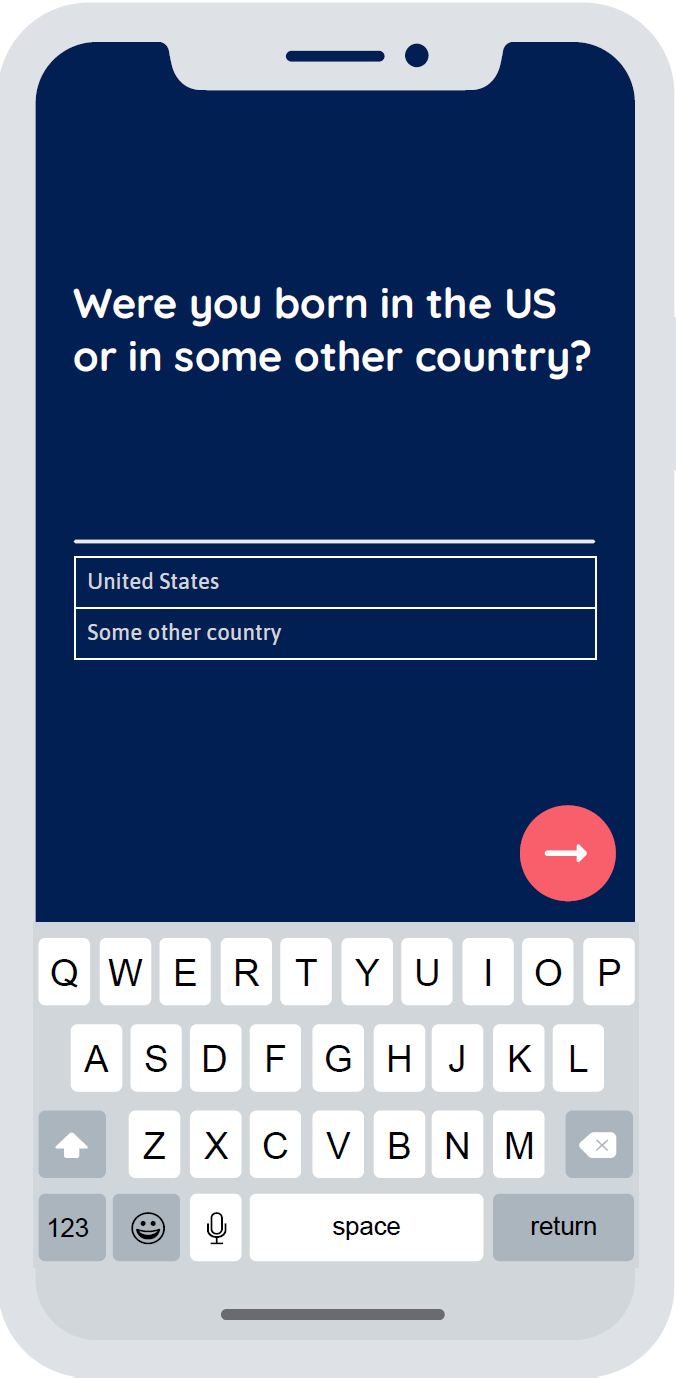 Were you born in the US
or in some other country?
United States
Some other country
Q W E R T Y U I O P
A S D F G H J K L
Z X C V B N M
123 space return